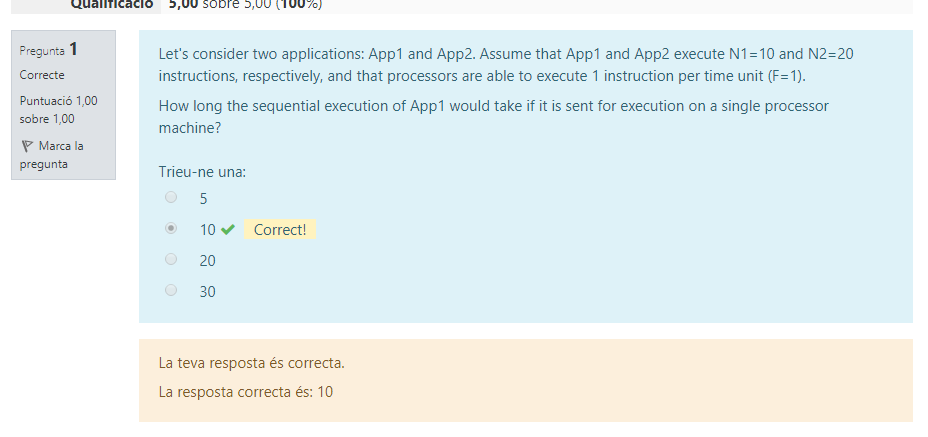 Qualificació 5,00 sobre 5,00 (100%)
Pregunta 1
Correcte
Puntuació 1,00
sobre 1,00
Marca la
pregunta
Let's consider two applications: App1 and App2. Assume that App1 and App2 execute N1=10 and N2=20
instructions, respectively, and that processors are able to execute 1 instruction per time unit (F=1).
How long the sequential execution of App1 would take if it is sent for execution on a single processor
machine?
Trieu-ne una:
5
10 Correct!
20
30
La teva resposta és correcta.
La resposta correcta és: 10